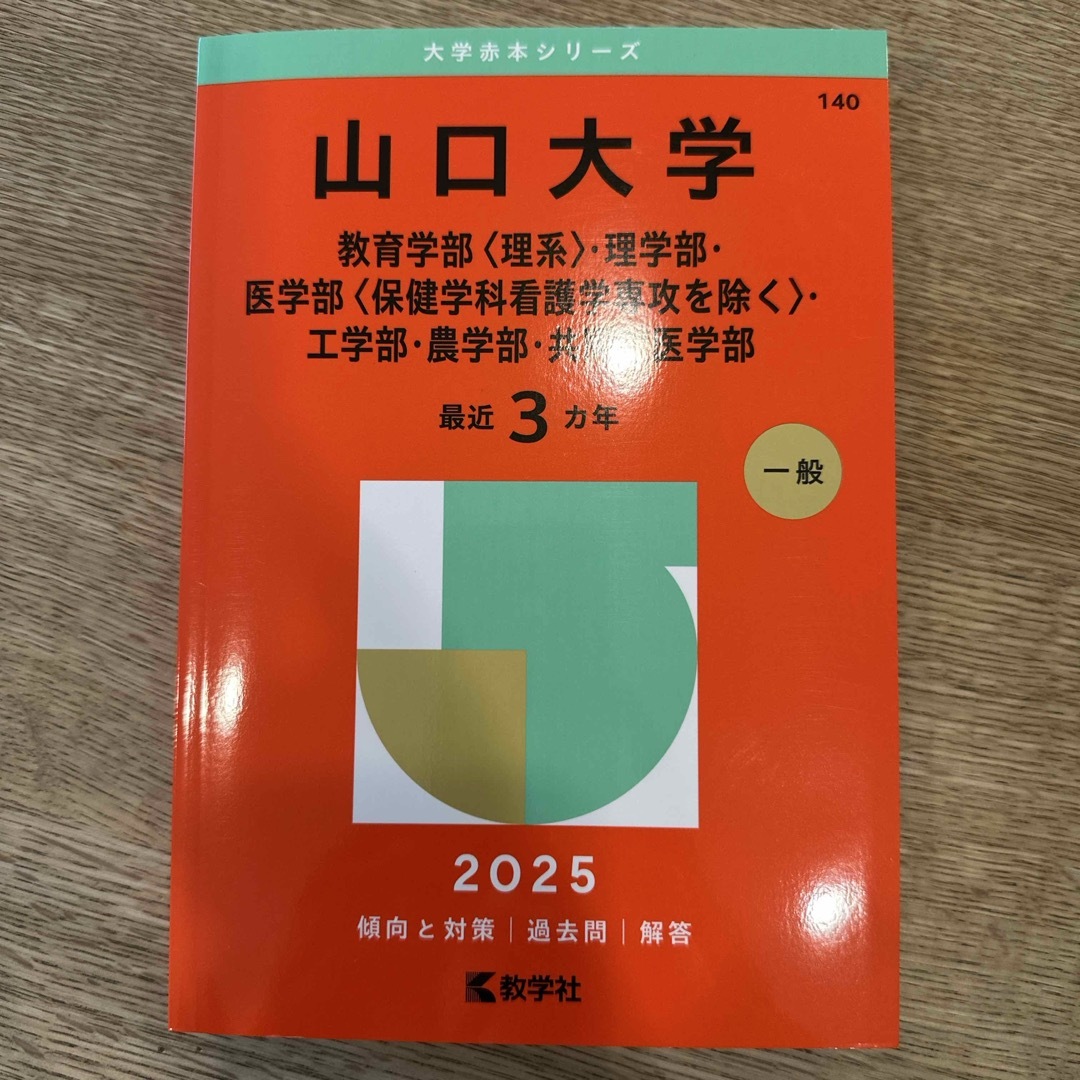 大学赤本シリーズ
140
山口大学
教育学部〈理系〉・理学部・
医学部〈保健学科看護学専攻を除く〉・
工学部・農学部・共 医学部
最近 3 カ年
一般
2025
傾向と対策|過去問|解答
教学社